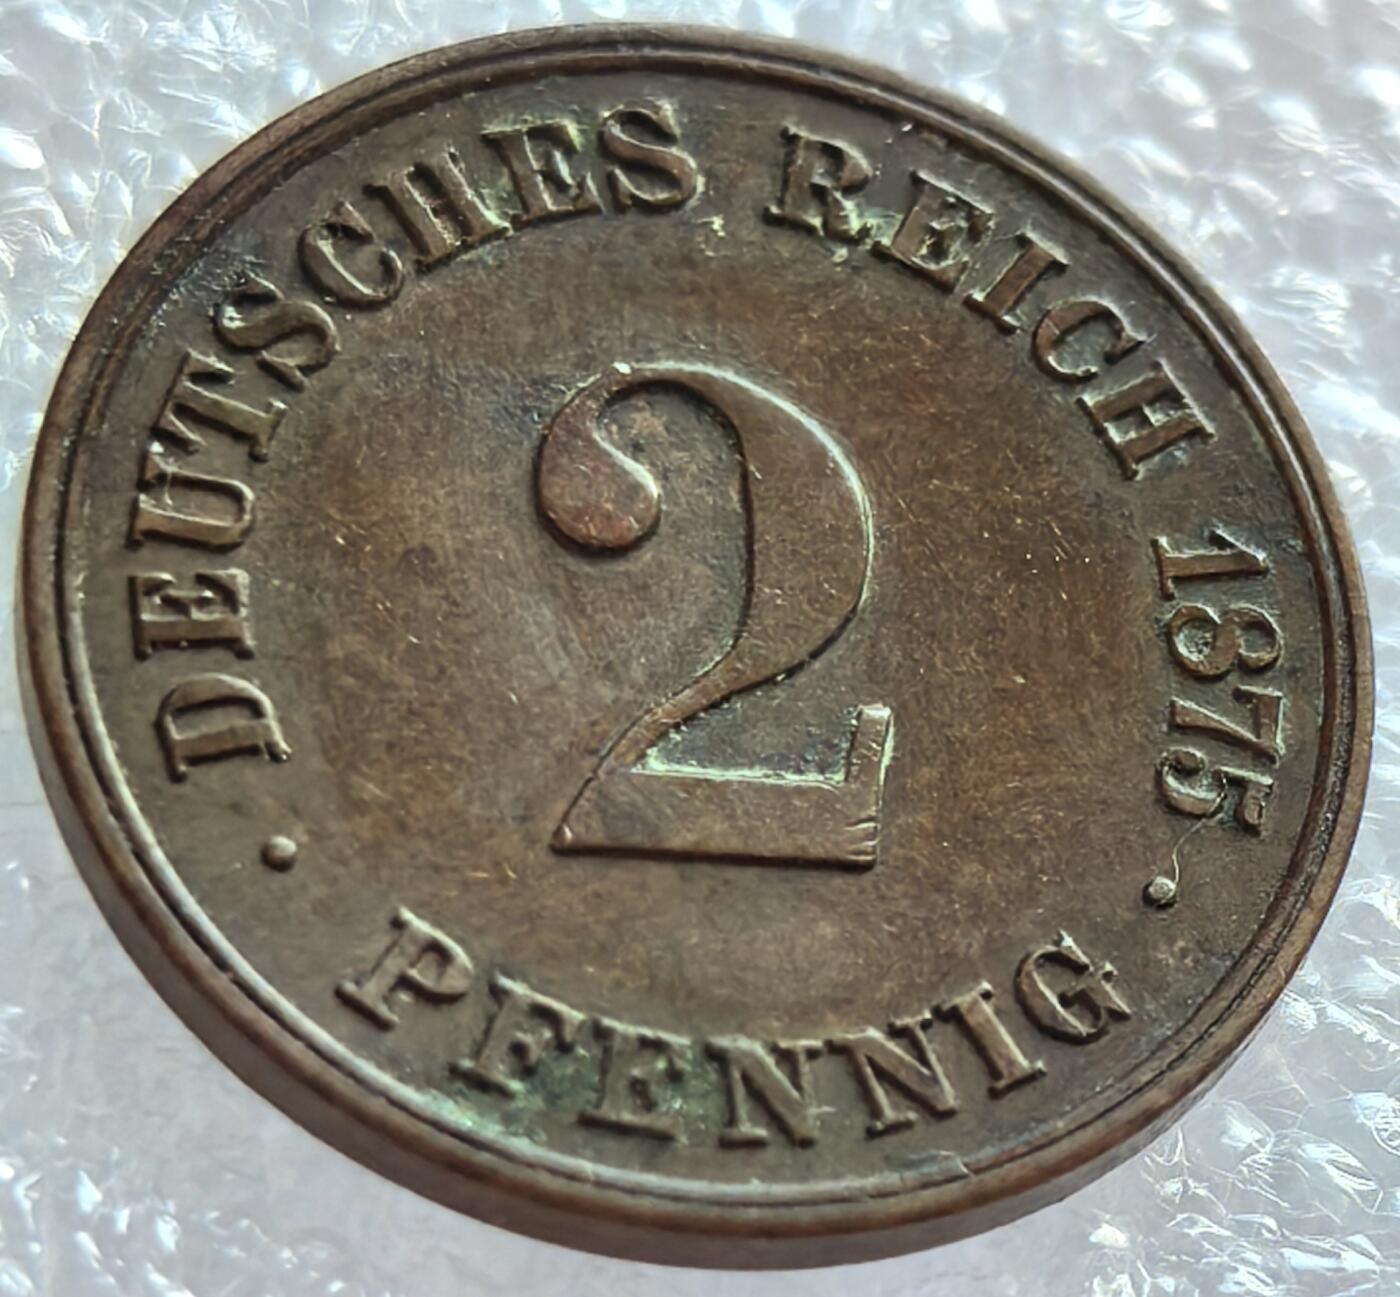 DEUTSCHES REICH 1875
2
PFENNIG